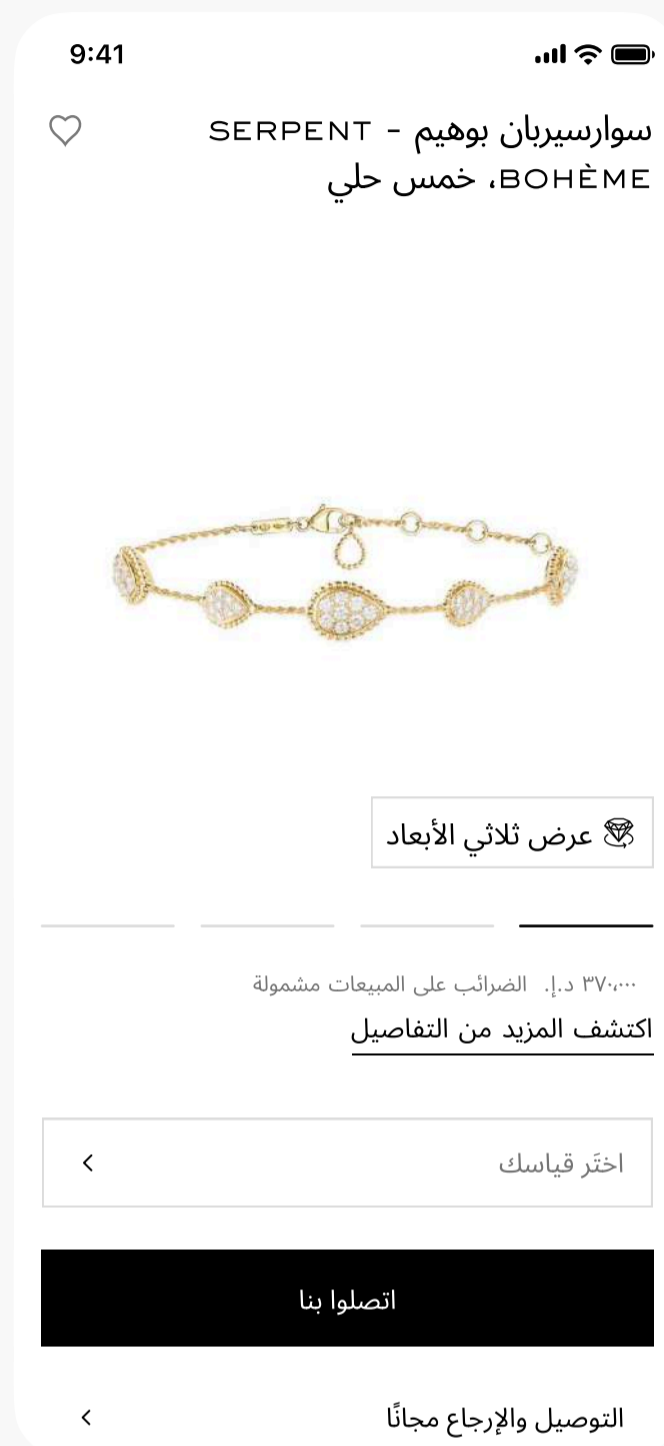 9:41
سوارسيربان بوهيم - SERPENT
BOHÈME، خمس حلي
عرض ثلاثي الأبعاد
٣٧٠،٠٠٠ د.إ. الضرائب على المبيعات مشمولة
اكتشف المزيد من التفاصيل
اختَر قياسك
اتصلوا بنا
التوصيل والإرجاع مجانًا